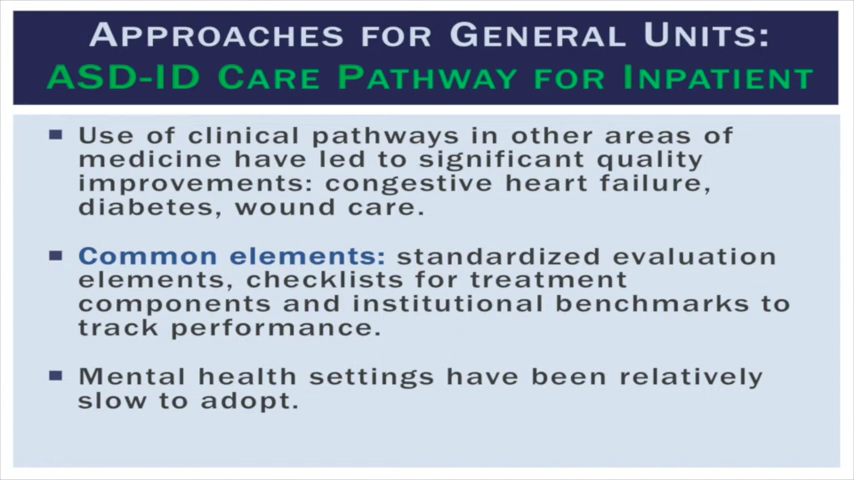 APPROACHES FOR GENERAL UNITS:
ASD-ID CARE PATHWAY FOR INPATIENT
Use of clinical pathways in other areas of
medicine have led to significant quality
improvements: congestive heart failure,
diabetes, wound care.
Common elements: standardized evaluation
elements, checklists for treatment
components and institutional benchmarks to
track performance.
Mental health settings have been relatively
slow to adopt.